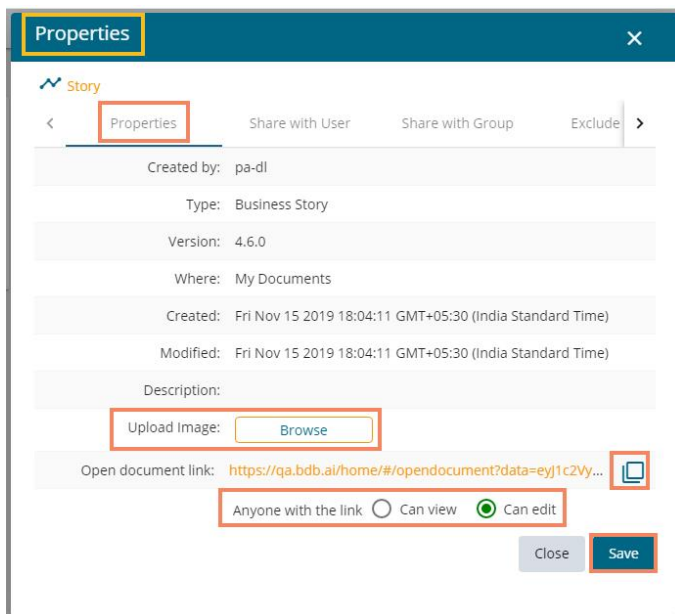 Properties
Story
Properties Share with User Share with Group Exclude
Created by: pa-dl
Type: Business Story
Version: 4.6.0
Where: My Documents
Created: Fri Nov 15 2019 18:04:11 GMT+05:30 (India Standard Time)
Modified: Fri Nov 15 2019 18:04:11 GMT+05:30 (India Standard Time)
Description:
Upload Image: Browse
Open document link: https://qa.bdb.ai/home/#/opendocument?data=eyJ1c2Vy...
Anyone with the link Can view Can edit
Close Save